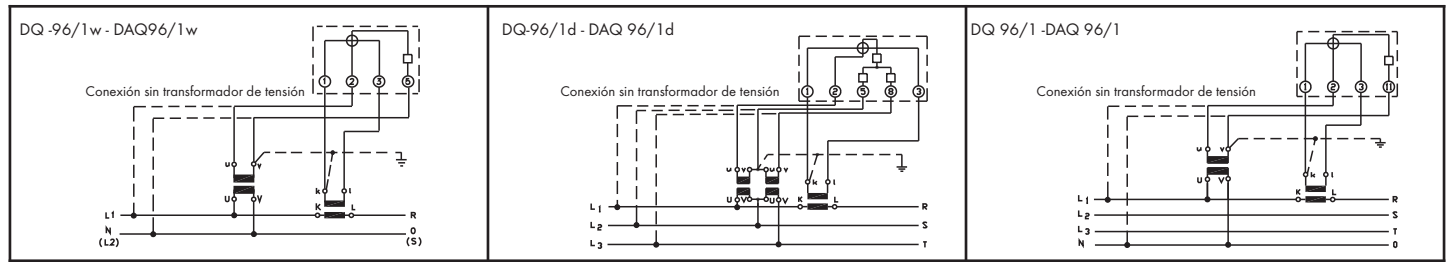 DQ -96/1w - DAQ96/1w
1 2 3 5
Conexión sin transformador de tensión
u v
k l
U V
K L
L1 R
N O
(L2) (S)
DQ-96/1d - DAQ 96/1d
1 2 5 8 3
Conexión sin transformador de tensión
u v u v
k l
U V U V
K L
L1 R
L2 S
L3 T
DQ 96/1 -DAQ 96/1
1 2 3 11
Conexión sin transformador de tensión
u v
k l
U V
K L
L1 R
L2 S
L3 T
N O